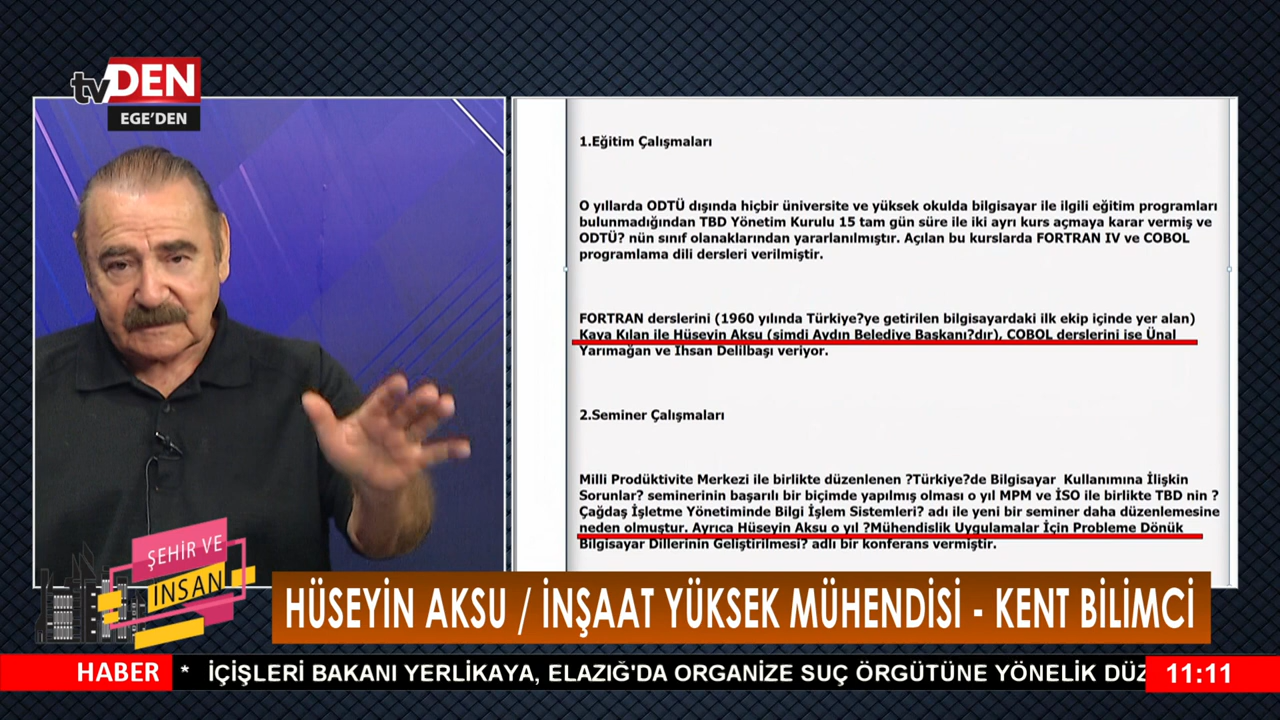 tvDEN
EGE'DEN
1.Eğitim Çalışmaları
O yıllarda ODTÜ dışında hiçbir üniversite ve yüksek okulda bilgisayar ile ilgili eğitim programları
bulunmadığından TBD Yönetim Kurulu 15 tam gün süre ile iki ayrı kurs açmaya karar vermiş ve
ODTÜ? nün sınıf olanaklarından yararlanılmıştır. Açılan bu kurslarda FORTRAN IV ve COBOL
programlama dili dersleri verilmiştir.
FORTRAN derslerini (1960 yılında Türkiye?ye getirilen bilgisayardaki ilk ekip içinde yer alan)
Kaya Kılan ile Hüseyin Aksu (şimdi Aydın Belediye Başkanı?dır), COBOL derslerini ise Ünal
Yarımağan ve İhsan Delilbaşı veriyor.
2.Seminer Çalışmaları
Milli Prodüktivite Merkezi ile birlikte düzenlenen ?Türkiye?de Bilgisayar Kullanımına İlişkin
Sorunlar? seminerinin başarılı bir biçimde yapılmış olması o yıl MPM ve İSO ile birlikte TBD nin ?
Çağdaş İşletme Yönetiminde Bilgi İşlem Sistemleri? adı ile yeni bir seminer daha düzenlemesine
neden olmuştur. Ayrıca Hüseyin Aksu o yıl ?Mühendislik Uygulamalar İçin Probleme Dönük
Bilgisayar Dillerinin Geliştirilmesi? adlı bir konferans vermiştir.
ŞEHİR VE
İNSAN
HÜSEYİN AKSU / İNŞAAT YÜKSEK MÜHENDİSİ - KENT BİLİMCİ
HABER * İÇİŞLERİ BAKANI YERLİKAYA, ELAZIĞ'DA ORGANİZE SUÇ ÖRGÜTÜNE YÖNELİK DÜZ 11:11